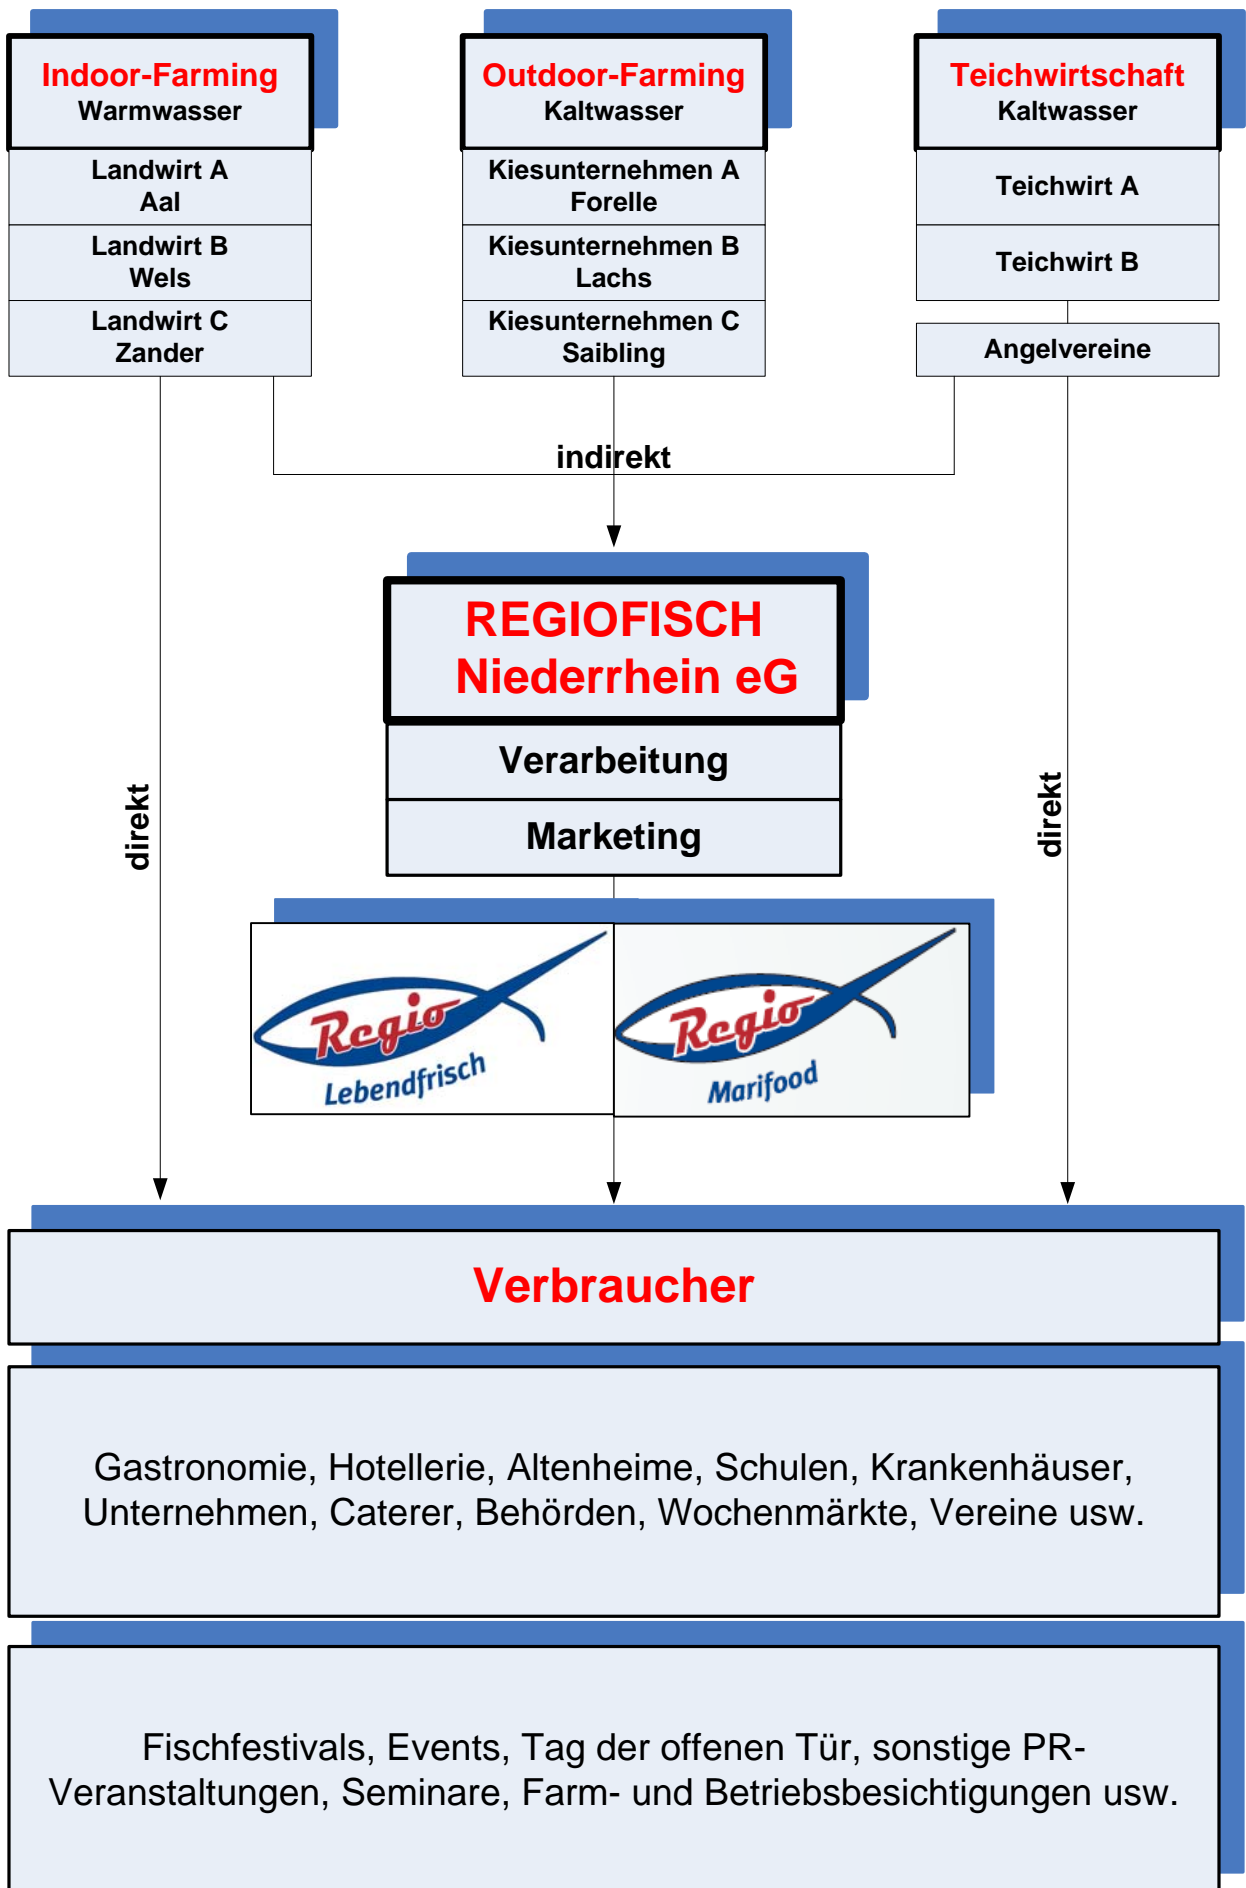 Indoor-Farming
Warmwasser
Landwirt A
Aal
Landwirt B
Wels
Landwirt C
Zander
Outdoor-Farming
Kaltwasser
Kiesunternehmen A
Forelle
Kiesunternehmen B
Lachs
Kiesunternehmen C
Saibling
Teichwirtschaft
Kaltwasser
Teichwirt A
Teichwirt B
Angelvereine
indirekt
REGIOFISCH
Niederrhein eG
Verarbeitung
Marketing
direkt
direkt
Regio
Lebendfrisch
Regio
Marifood
Verbraucher
Gastronomie, Hotellerie, Altenheime, Schulen, Krankenhäuser,
Unternehmen, Caterer, Behörden, Wochenmärkte, Vereine usw.
Fischfestivals, Events, Tag der offenen Tür, sonstige PR-
Veranstaltungen, Seminare, Farm- und Betriebsbesichtigungen usw.